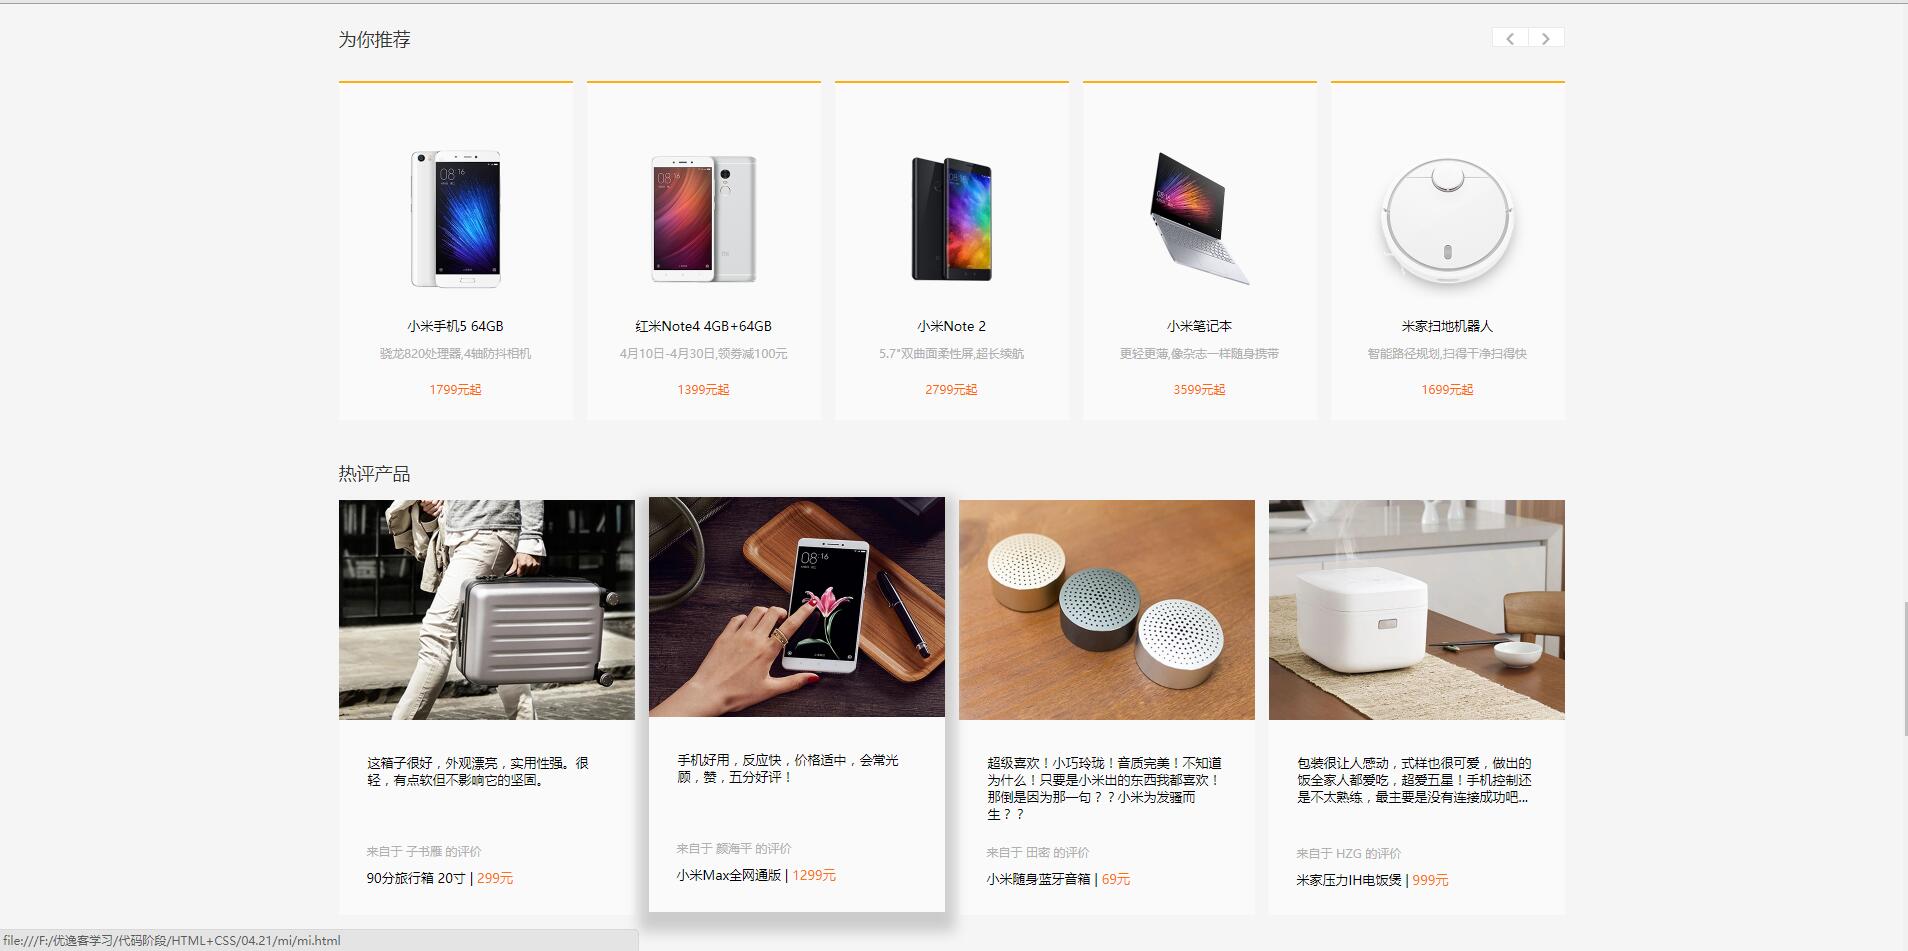 为你推荐
小米手机5 64GB
骁龙820处理器,4轴防抖相机
1799元起
红米Note4 4GB+64GB
4月10日-4月30日,领劵减100元
1399元起
小米Note 2
5.7"双曲面柔性屏,超长续航
2799元起
小米笔记本
更轻更薄,像杂志一样随身携带
3599元起
米家扫地机器人
智能路径规划,扫得干净扫得快
1699元起
热评产品
这箱子很好，外观漂亮，实用性强。很
轻，有点软但不影响它的坚固。
来自于 子书雁 的评价
90分旅行箱 20寸 | 299元
08:16
手机好用，反应快，价格适中，会常光
顾，赞，五分好评！
来自于 颜海平 的评价
小米Max全网通版 | 1299元
超级喜欢！小巧玲珑！音质完美！不知道
为什么！只要是小米出的东西我都喜欢！
那倒是因为那一句？？小米为发骚而
生？？
来自于 田密 的评价
小米随身蓝牙音箱 | 69元
包装很让人感动，式样也很可爱，做出的
饭全家人都爱吃，超爱五星！手机控制还
是不太熟练，最主要是没有连接成功吧...
来自于 HZG 的评价
米家压力IH电饭煲 | 999元
file:///F:/优逸客学习/代码阶段/HTML+CSS/04.21/mi/mi.html